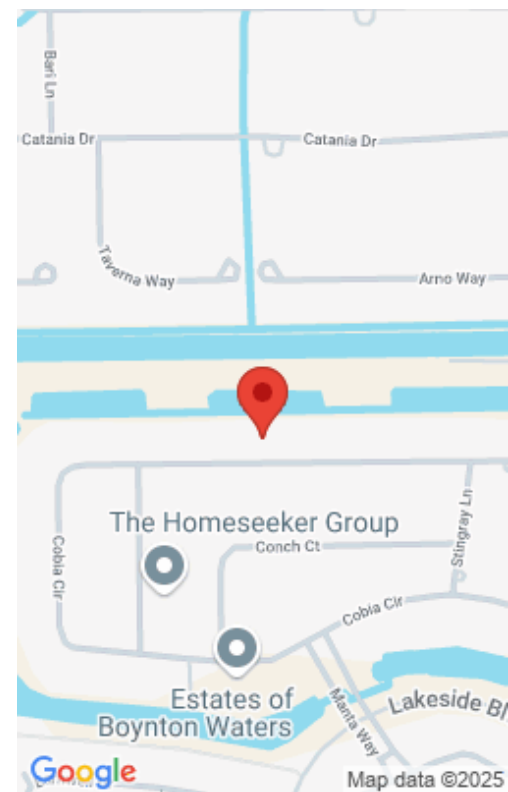 Bari Ln
Catania Dr
Catania Dr
Taverna Way
Arno Way
The Homeseeker Group
Conch Ct
Stingray Ln
Cobia Cir
Cobia Cir
Estates of
Boynton Waters
Manta Way
Lakeside Bl
Google
Map data ©2025